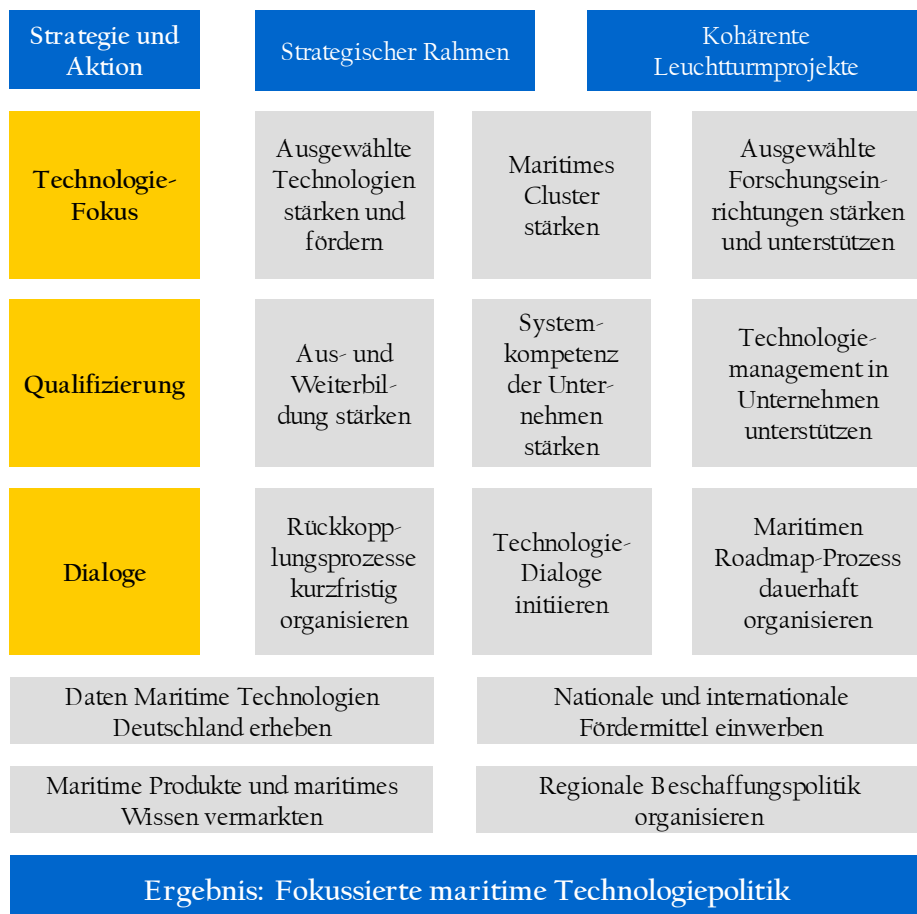 Strategie und
Aktion
Strategischer Rahmen
Kohärente
Leuchtturmprojekte
Technologie-
Fokus
Ausgewählte
Technologien
stärken und
fördern
Maritimes
Cluster
stärken
Ausgewählte
Forschungsein-
richtungen stärken
und unterstützen
Qualifizierung
Aus- und
Weiterbil-
dung stärken
System-
kompetenz
der Unter-
nehmen
stärken
Technologie-
management in
Unternehmen
unterstützen
Dialoge
Rückkopp-
lungsprozesse
kurzfristig
organisieren
Technologie-
Dialoge
initiieren
Maritimen
Roadmap-Prozess
dauerhaft
organisieren
Daten Maritime Technologien
Deutschland erheben
Nationale und internationale
Fördermittel einwerben
Maritime Produkte und maritimes
Wissen vermarkten
Regionale Beschaffungspolitik
organisieren
Ergebnis: Fokussierte maritime Technologiepolitik